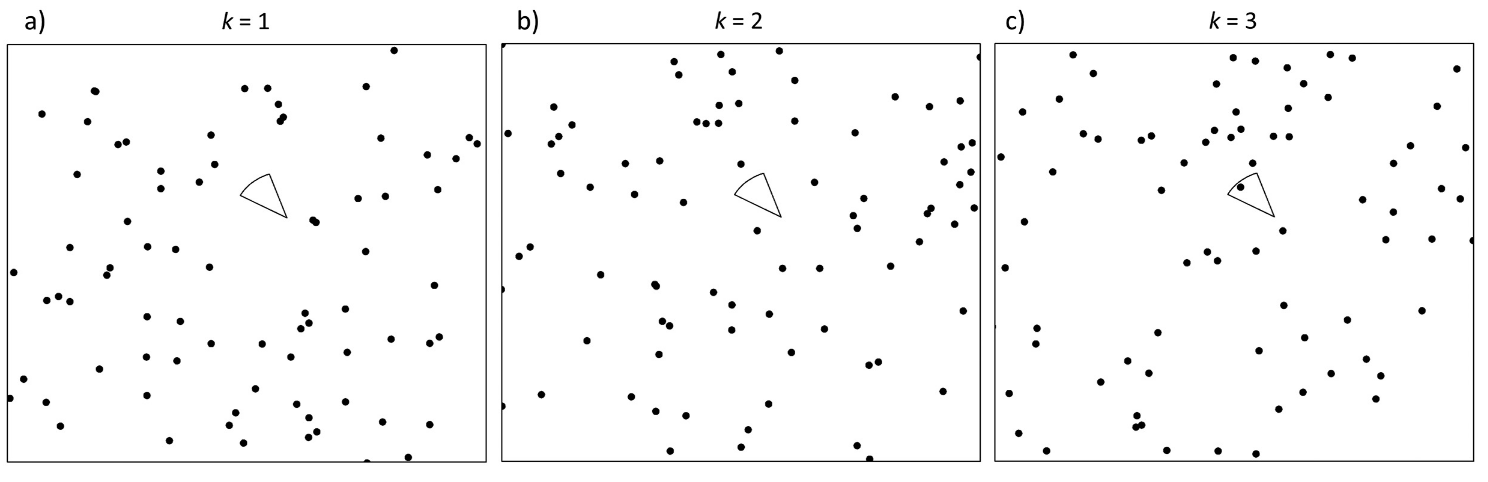 a) k = 1
b) k = 2
c) k = 3